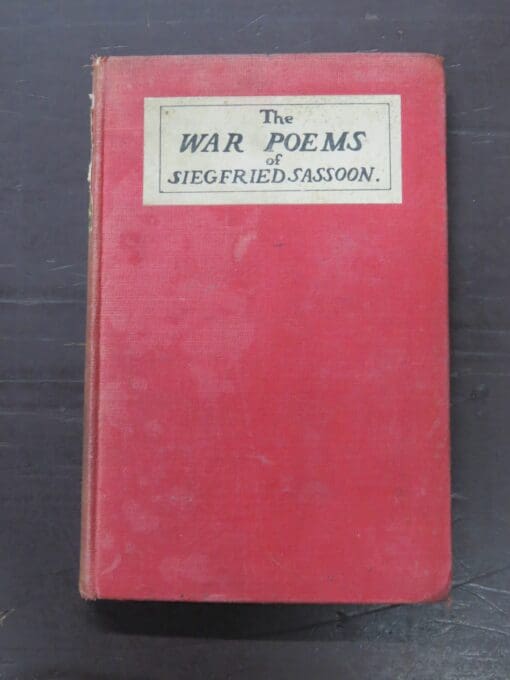 The
WAR POEMS
of
SIEGFRIED SASSOON.